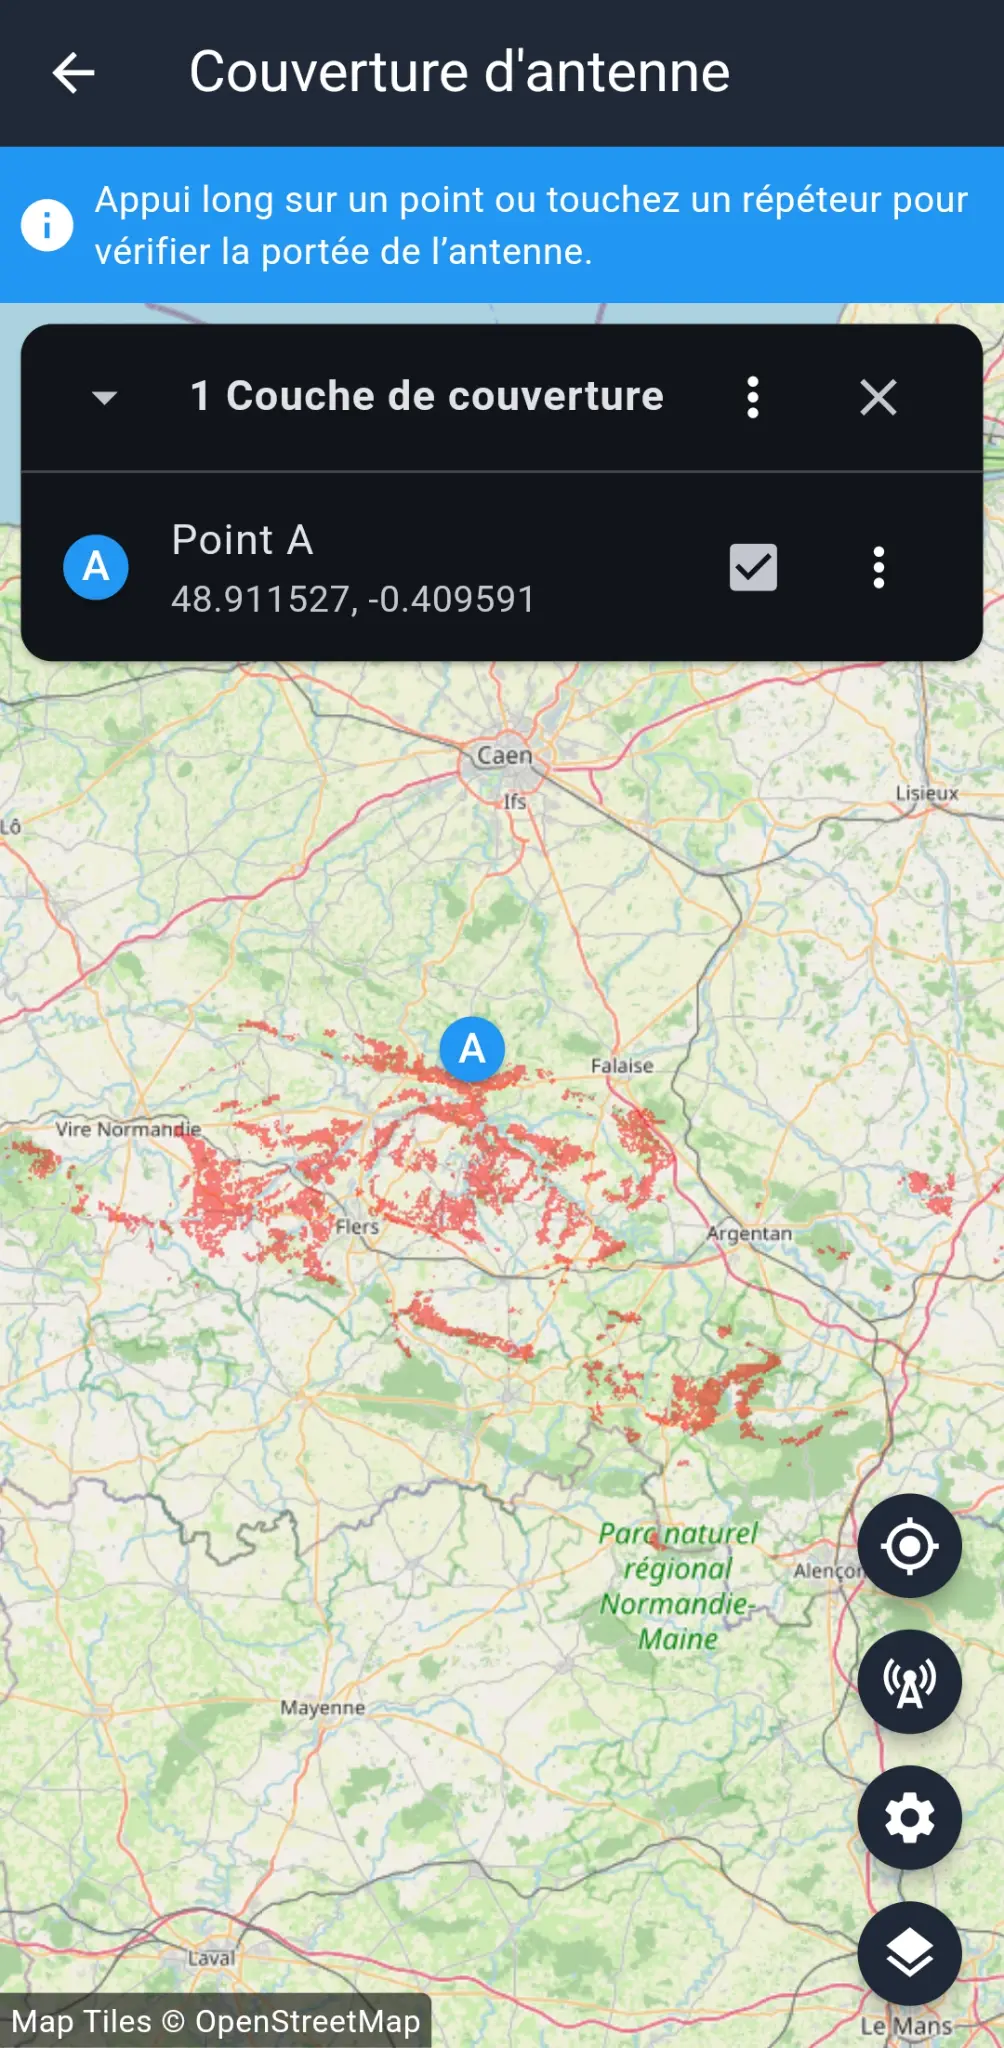 Couverture d'antenne
Appui long sur un point ou touchez un répéteur pour
vérifier la portée de l’antenne.
1 Couche de couverture
A
Point A
48.911527, -0.409591
Caen
Ifs
Lisieux
Lô
A
Falaise
Vire Normandie
Flers
Argentan
Parc naturel
régional
Normandie-
Maine
Alençon
Mayenne
Laval
Map Tiles © OpenStreetMap
Le Mans